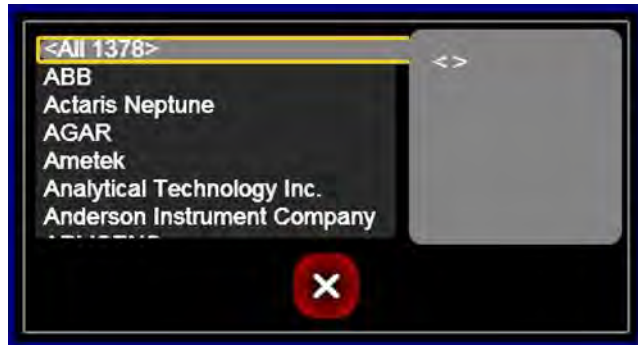 <All 1378>
<>
ABB
Actaris Neptune
AGAR
Ametek
Analytical Technology Inc.
Anderson Instrument Company